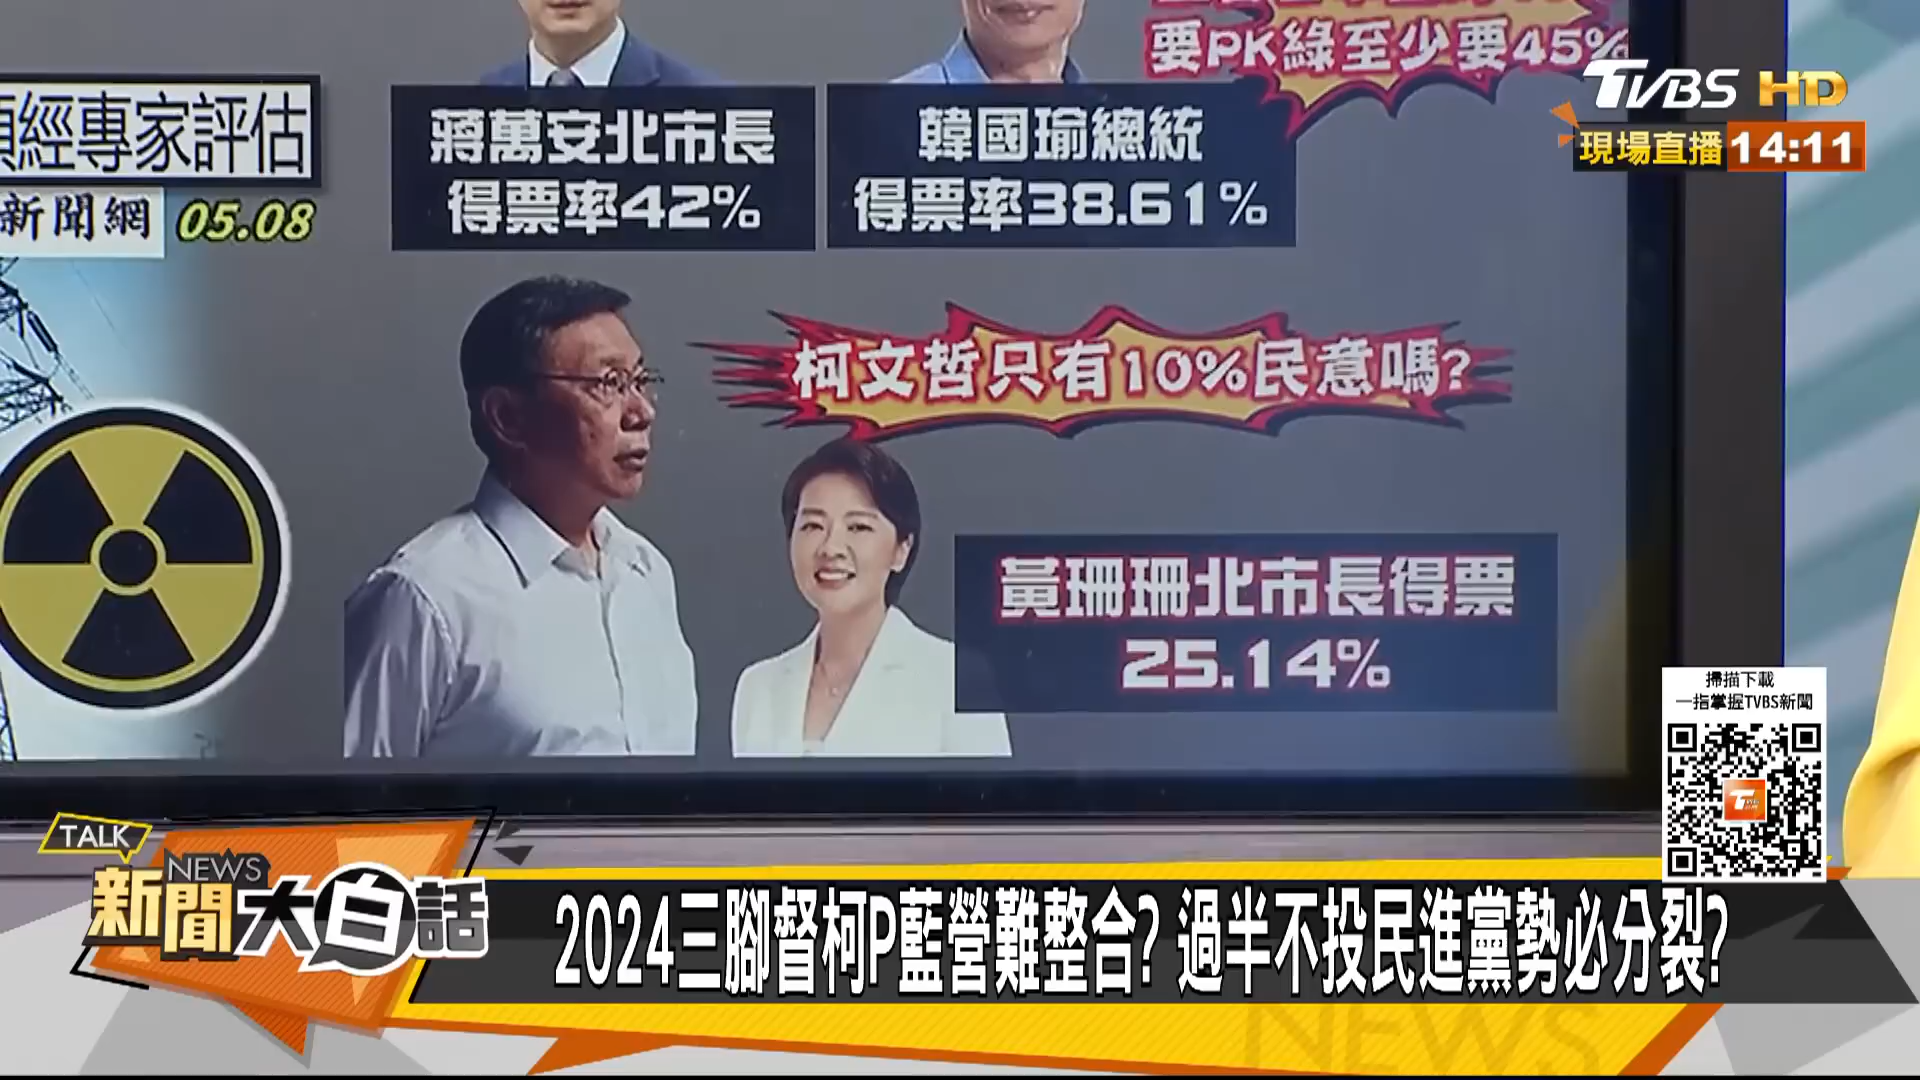 要PK綠至少要45%
TVBS HD
現場直播 14:11
經專家評估
新聞網 05.08
蔣萬安北市長
得票率42%
韓國瑜總統
得票率38.61%
柯文哲只有10%民意嗎?
黃珊珊北市長得票
25.14%
掃描下載
一指掌握TVBS新聞
TALK
NEWS
新聞大白話
2024三腳督柯P藍營難整合? 過半不投民進黨勢必分裂?
NEWS